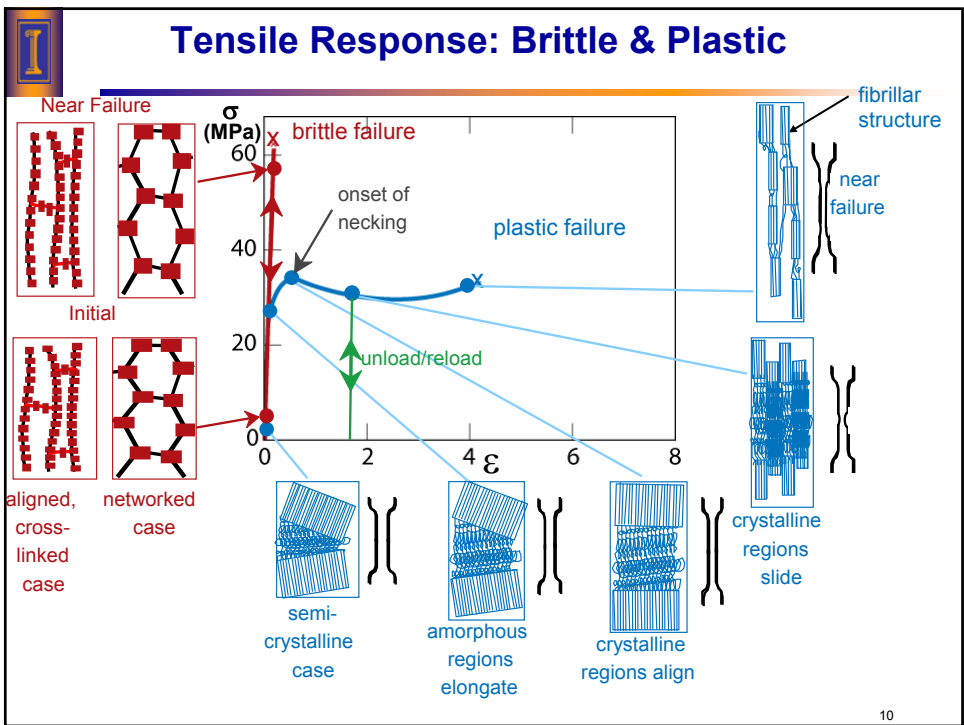 I
Tensile Response: Brittle & Plastic
Near Failure
Initial
aligned,
cross-
linked
case
networked
case
σ
(MPa)
60
40
20
0
0
2
ε
4
6
8
x
brittle failure
onset of
necking
plastic failure
x
unload/reload
fibrillar
structure
near
failure
crystalline
regions
slide
semi-
crystalline
case
amorphous
regions
elongate
crystalline
regions align
10